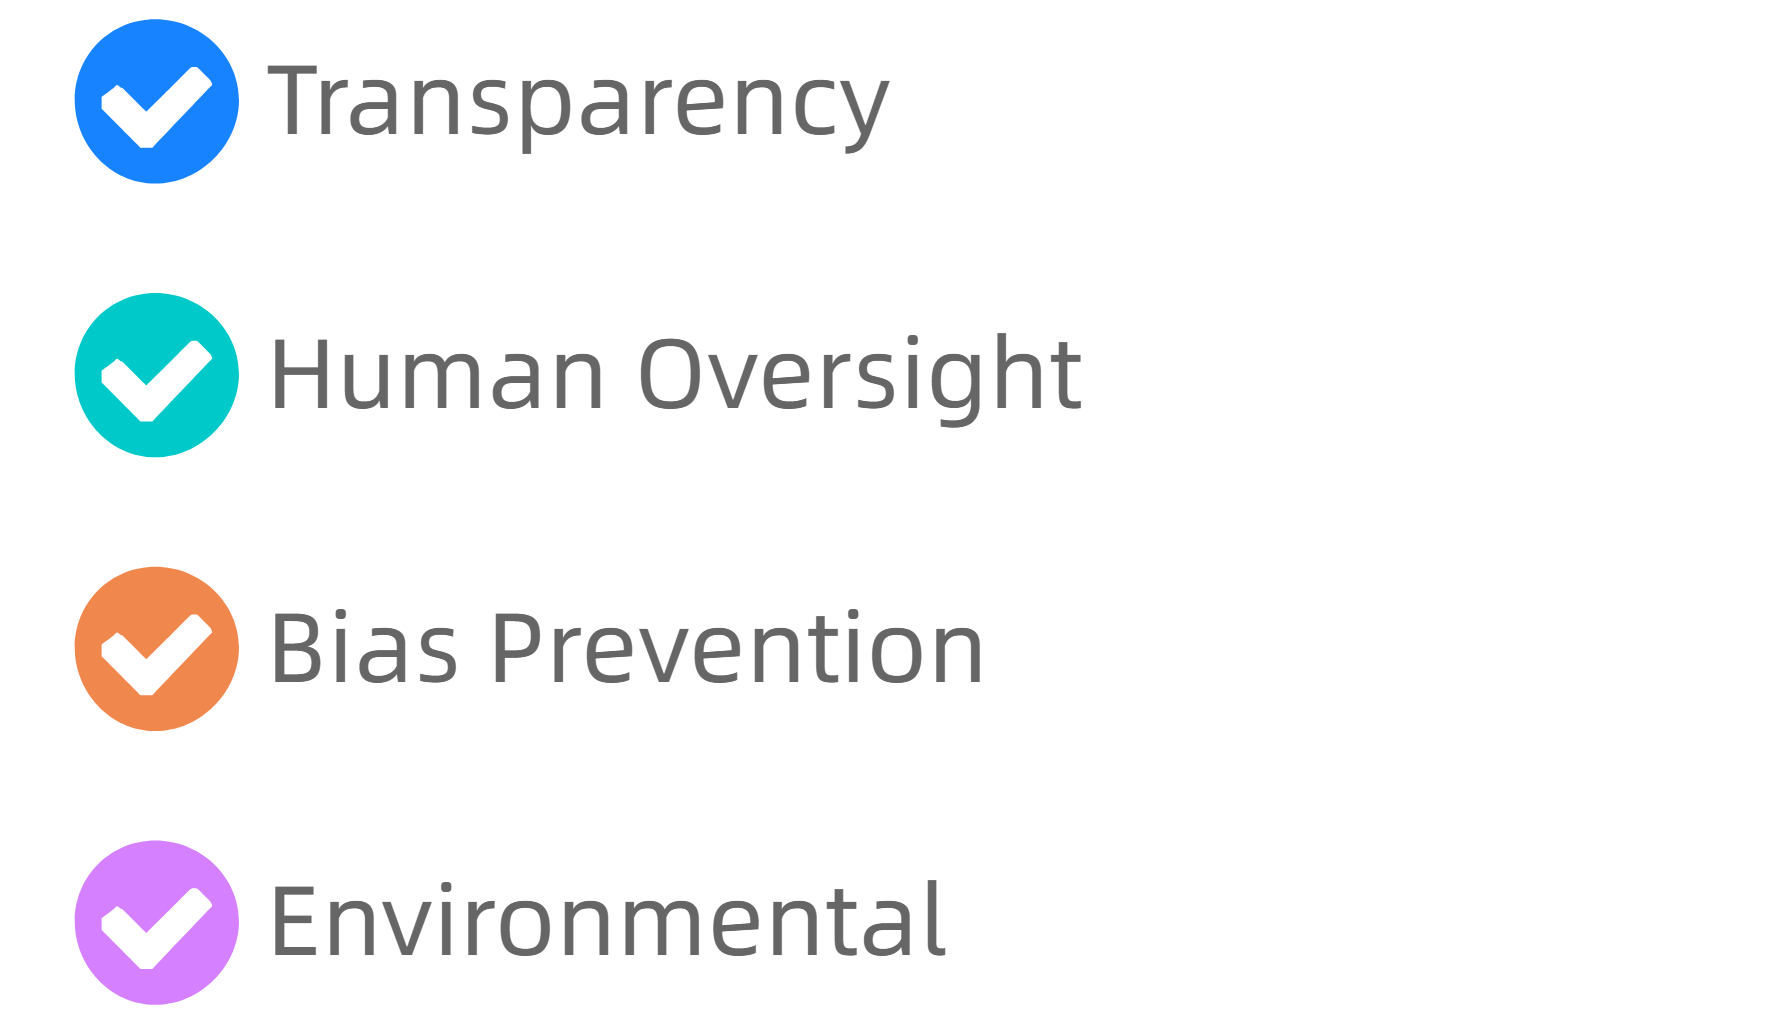 Transparency
Human Oversight
Bias Prevention
Environmental